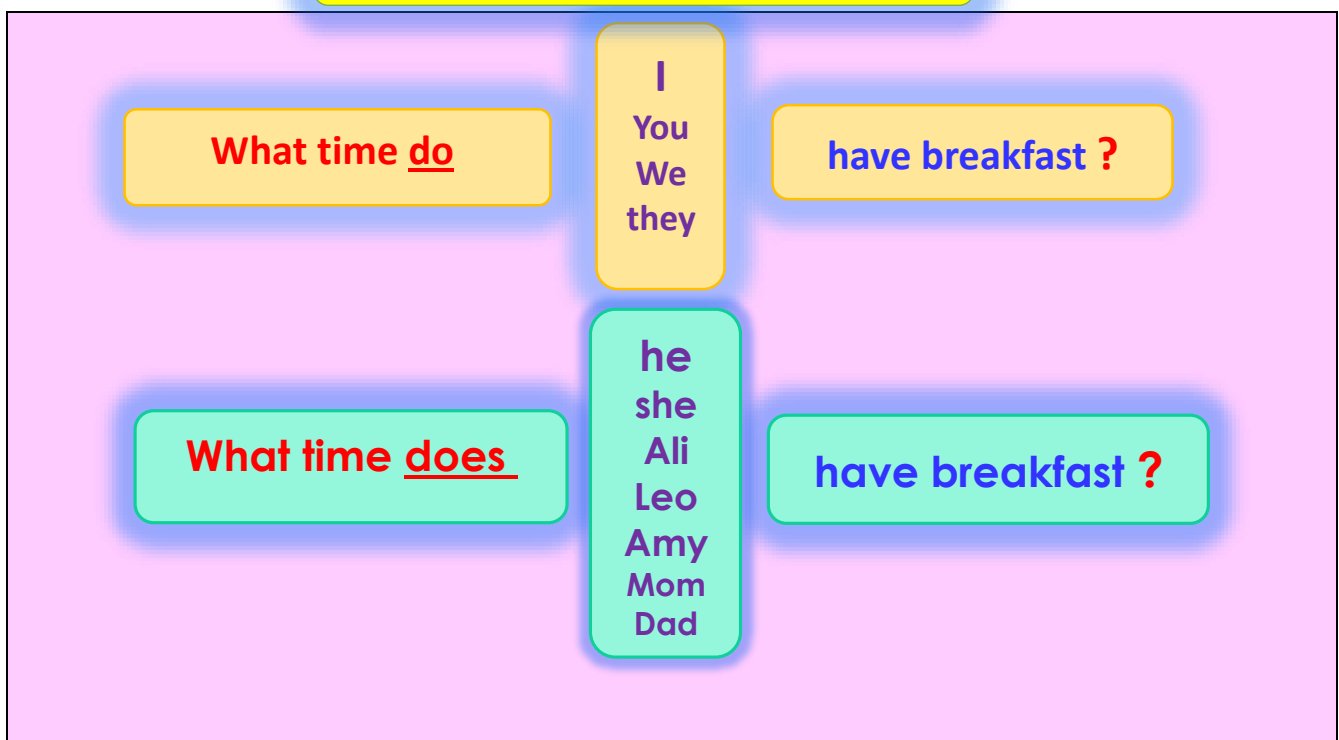 What time do
I
You
We
they
have breakfast ?
What time does
he
she
Ali
Leo
Amy
Mom
Dad
have breakfast ?